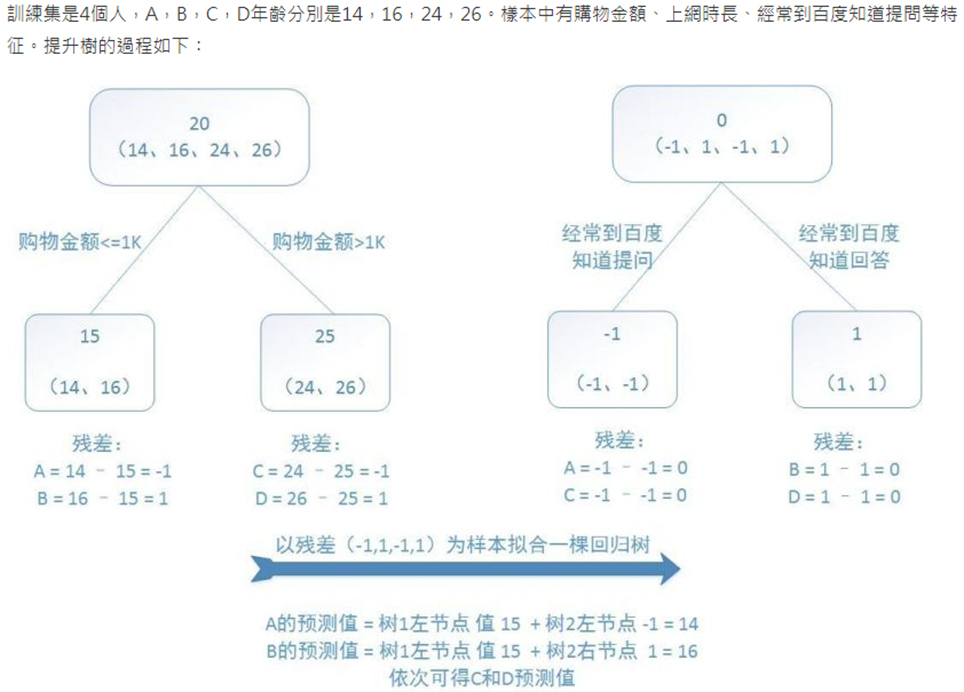 訓練集是4個人，A，B，C，D年齡分別是14，16，24，26。樣本中有購物金額、上網時長、經常到百度知道提問等特
征。提升樹的過程如下：
20
（14、16、24、26）
0
（-1、1、-1、1）
购物金额<=1K
购物金额>1K
经常到百度
知道提问
经常到百度
知道回答
15
（14、16）
25
（24、26）
-1
（-1、-1）
1
（1、1）
残差：
A = 14 － 15 = -1
B = 16 － 15 = 1
残差：
C = 24 － 25 = -1
D = 26 － 25 = 1
残差：
A = -1 － -1 = 0
C = -1 － -1 = 0
残差：
B = 1 － 1 = 0
D = 1 － 1 = 0
以残差（-1,1,-1,1）为样本拟合一棵回归树
A的预测值 = 树1左节点 值 15 + 树2左节点 -1 = 14
B的预测值 = 树1左节点 值 15 + 树2右节点 1 = 16
依次可得C和D预测值